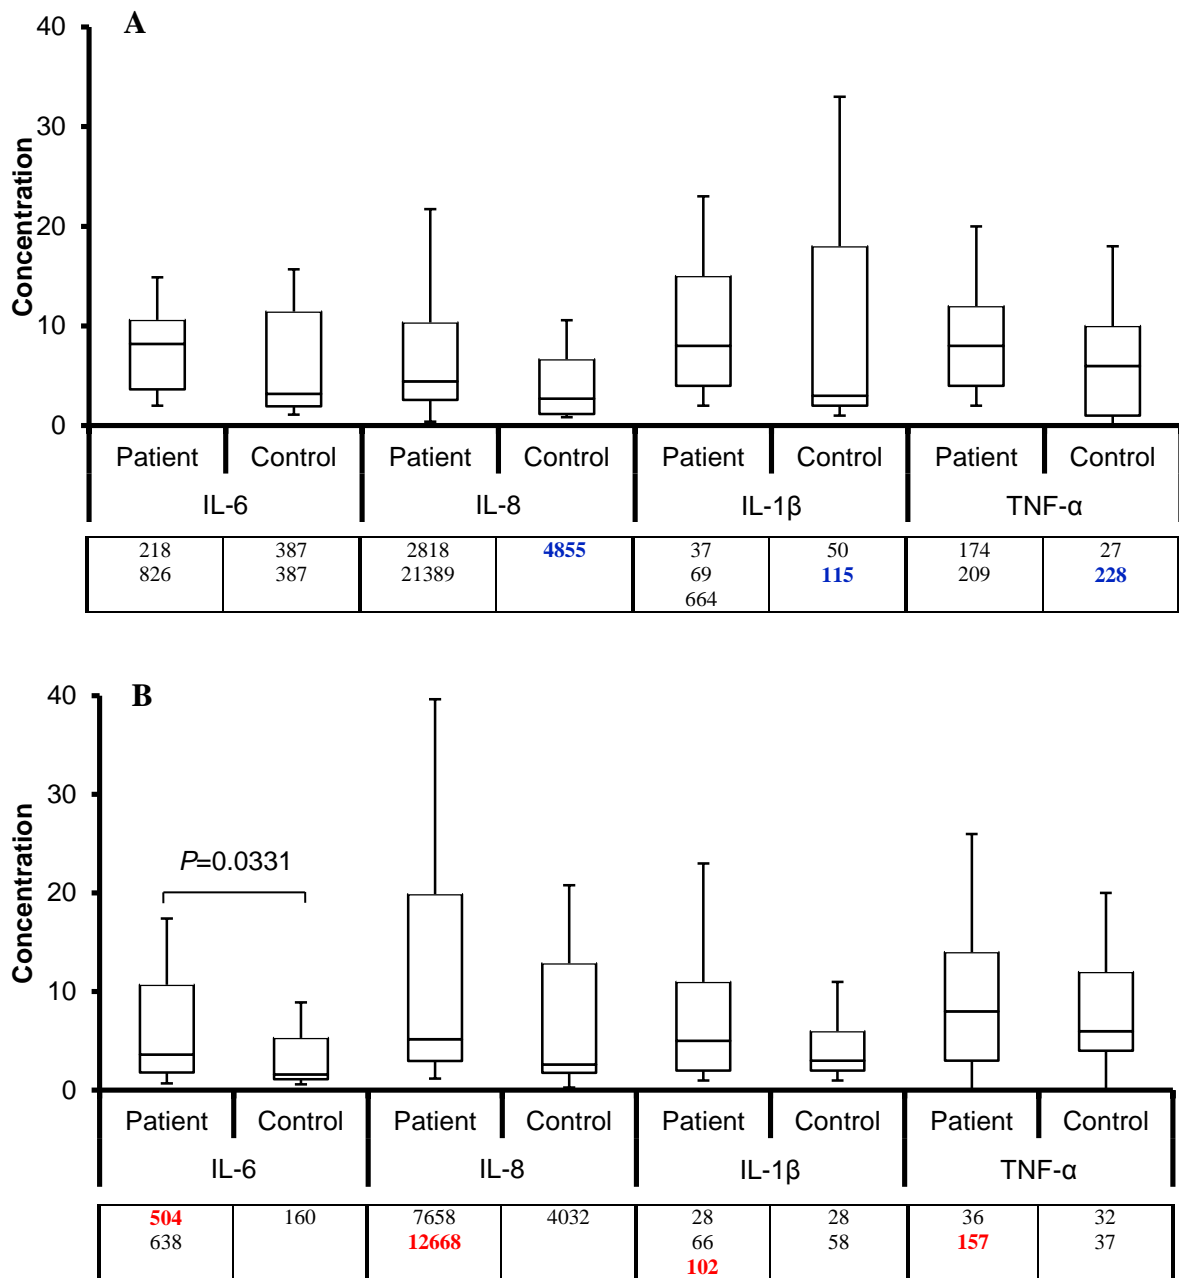 A
40
30
20
10
0
Concentration
Patient Control Patient Control Patient Control Patient Control
IL-6 IL-8 IL-1β TNF-α
218 387 2818 4855 37 50 174 27
826 387 21389 69 115 209 228
664
B
40
30
20
10
0
Concentration
P=0.0331
Patient Control Patient Control Patient Control Patient Control
IL-6 IL-8 IL-1β TNF-α
504 160 7658 4032 28 28 36 32
638 12668 66 58 157 37
102